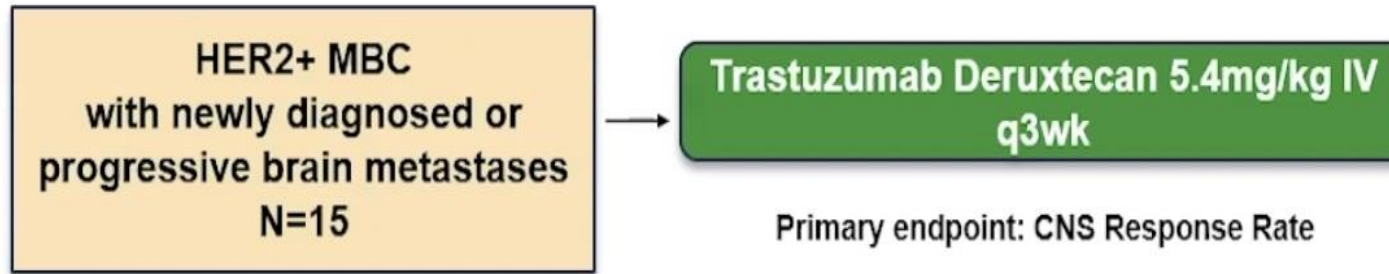 HER2+ MBC
with newly diagnosed or
progressive brain metastases
N=15
Trastuzumab Deruxtecan 5.4mg/kg IV
q3wk
Primary endpoint: CNS Response Rate